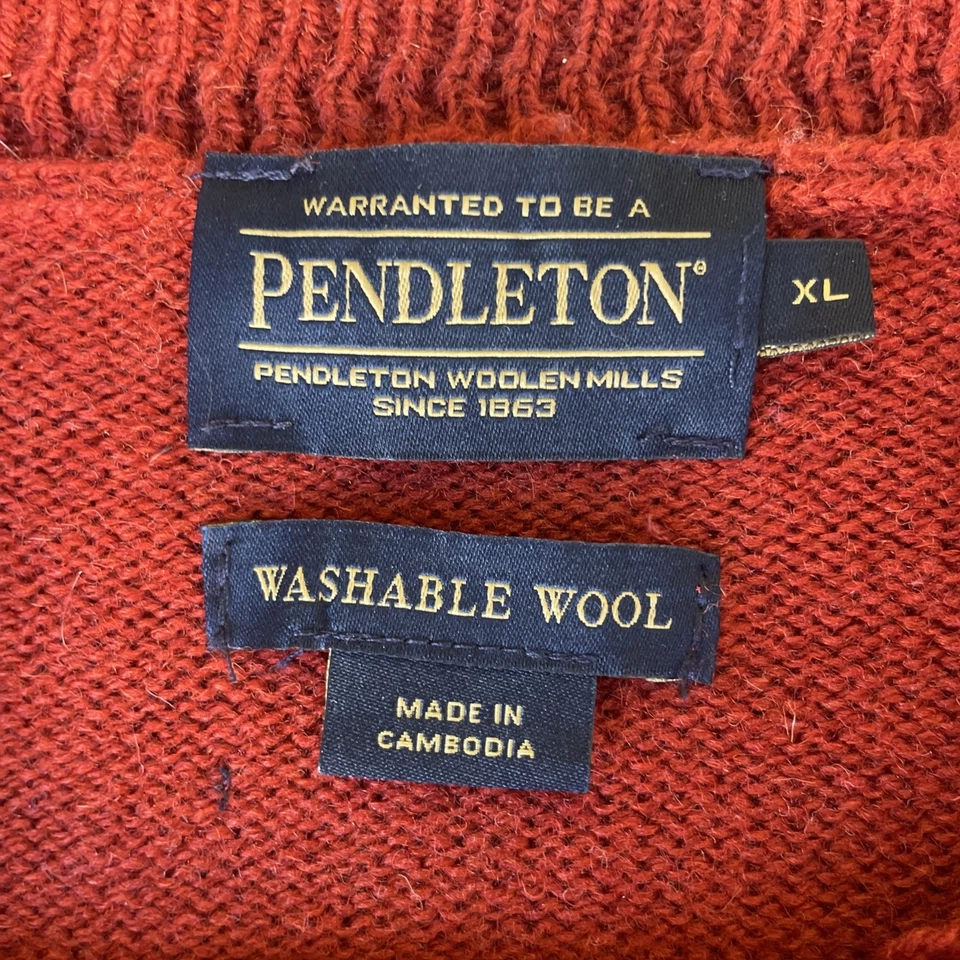 WARRANTED TO BE A
PENDLETON®
PENDLETON WOOLEN MILLS
SINCE 1863
XL
WASHABLE WOOL
MADE IN
CAMBODIA